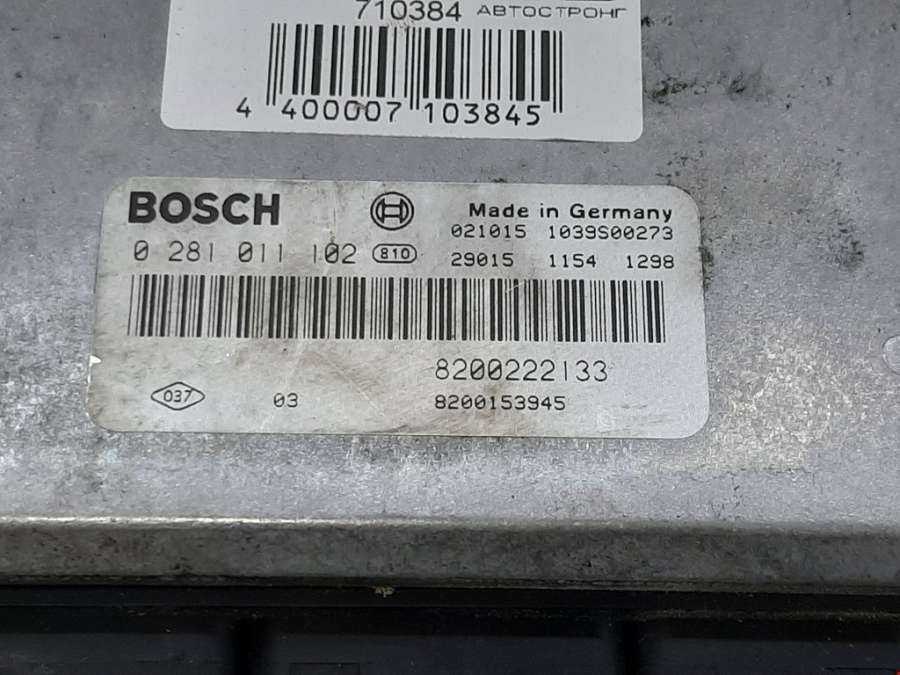 710384 АВТОСТРОНГ
4 400007 103845
BOSCH
Made in Germany
021015 1039S00273
0 281 011 102 810
29015 1154 1298
8200222133
037 03 8200153945